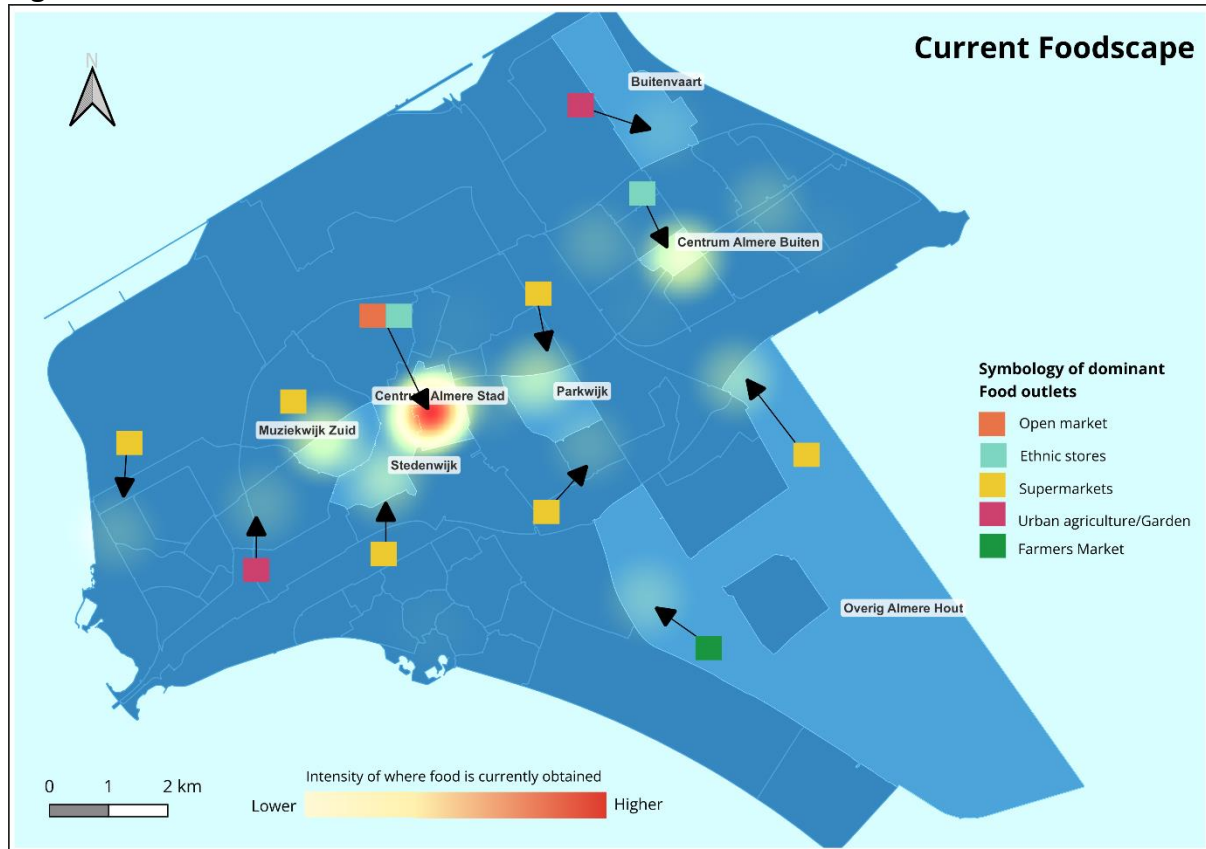 Current Foodscape
N
Buitenvaart
Centrum Almere Buiten
Centrum Almere Stad
Parkwijk
Muziekwijk Zuid
Stedenwijk
Overig Almere Hout
Symbology of dominant
Food outlets
Open market
Ethnic stores
Supermarkets
Urban agriculture/Garden
Farmers Market
0 1 2 km
Intensity of where food is currently obtained
Lower Higher